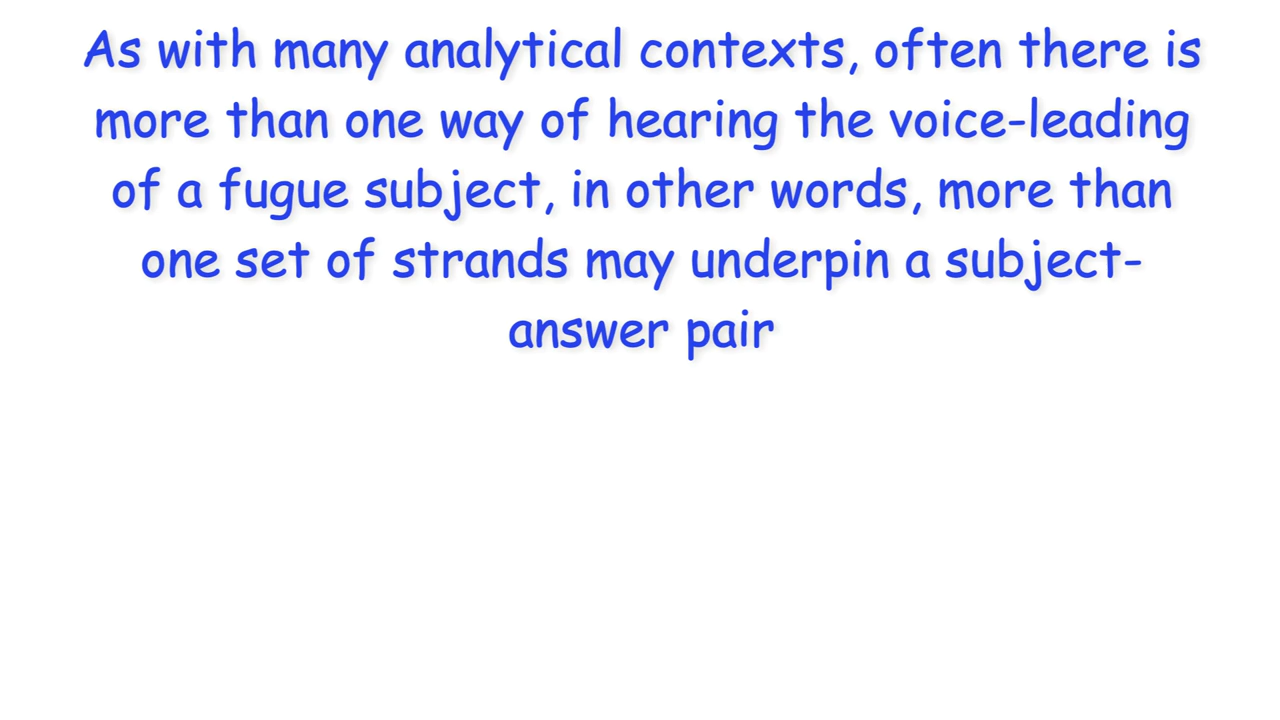 As with many analytical contexts, often there is
more than one way of hearing the voice-leading
of a fugue subject, in other words, more than
one set of strands may underpin a subject-
answer pair